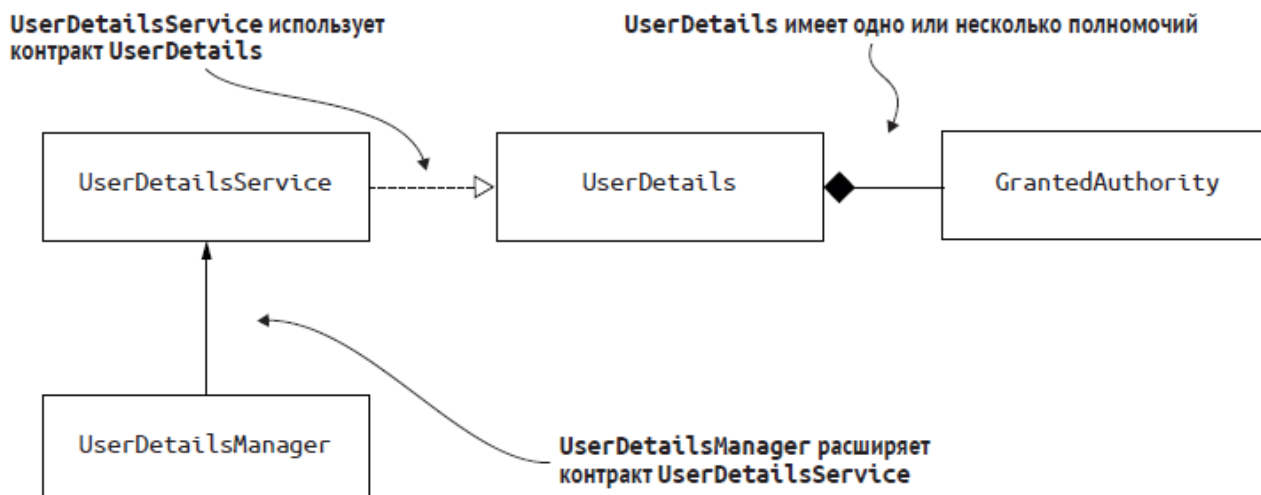 UserDetailsService использует
контракт UserDetails
UserDetails имеет одно или несколько полномочий
UserDetailsService
UserDetails
GrantedAuthority
UserDetailsManager
UserDetailsManager расширяет
контракт UserDetailsService